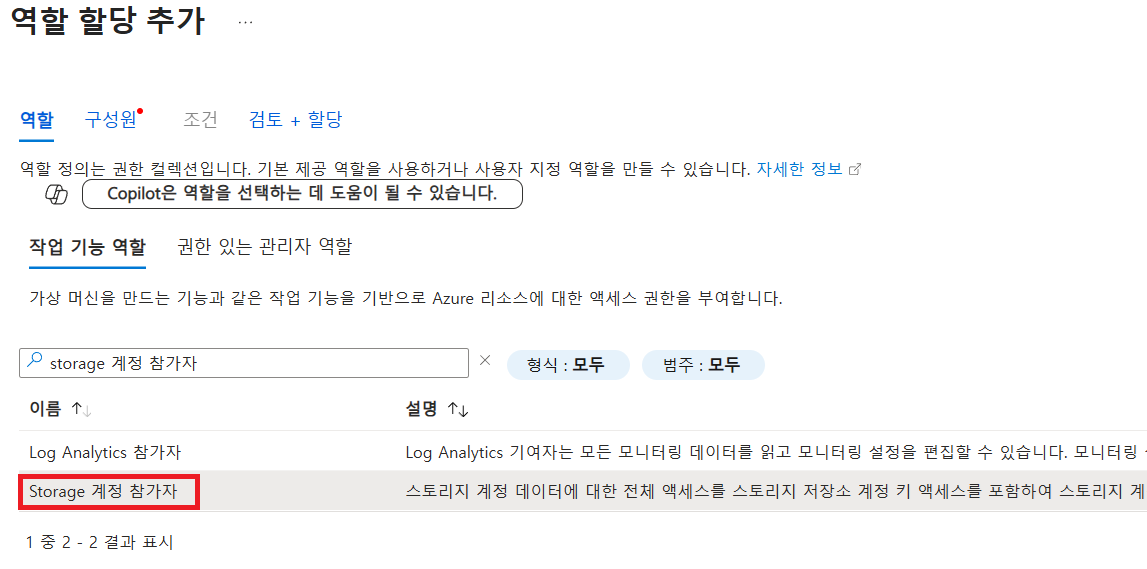 역할 할당 추가 ...
역할 구성원 조건 검토 + 할당
역할 정의는 권한 컬렉션입니다. 기본 제공 역할을 사용하거나 사용자 지정 역할을 만들 수 있습니다. 자세한 정보
Copilot은 역할을 선택하는 데 도움이 될 수 있습니다.
작업 기능 역할 권한 있는 관리자 역할
가상 머신을 만드는 기능과 같은 작업 기능을 기반으로 Azure 리소스에 대한 액세스 권한을 부여합니다.
storage 계정 참가자 × 형식 : 모두 범주 : 모두
이름 ↑↓ 설명 ↑↓
Log Analytics 참가자 Log Analytics 기여자는 모든 모니터링 데이터를 읽고 모니터링 설정을 편집할 수 있습니다. 모니터링
Storage 계정 참가자 스토리지 계정 데이터에 대한 전체 액세스를 스토리지 저장소 계정 키 액세스를 포함하여 스토리지 계
1 중 2 - 2 결과 표시